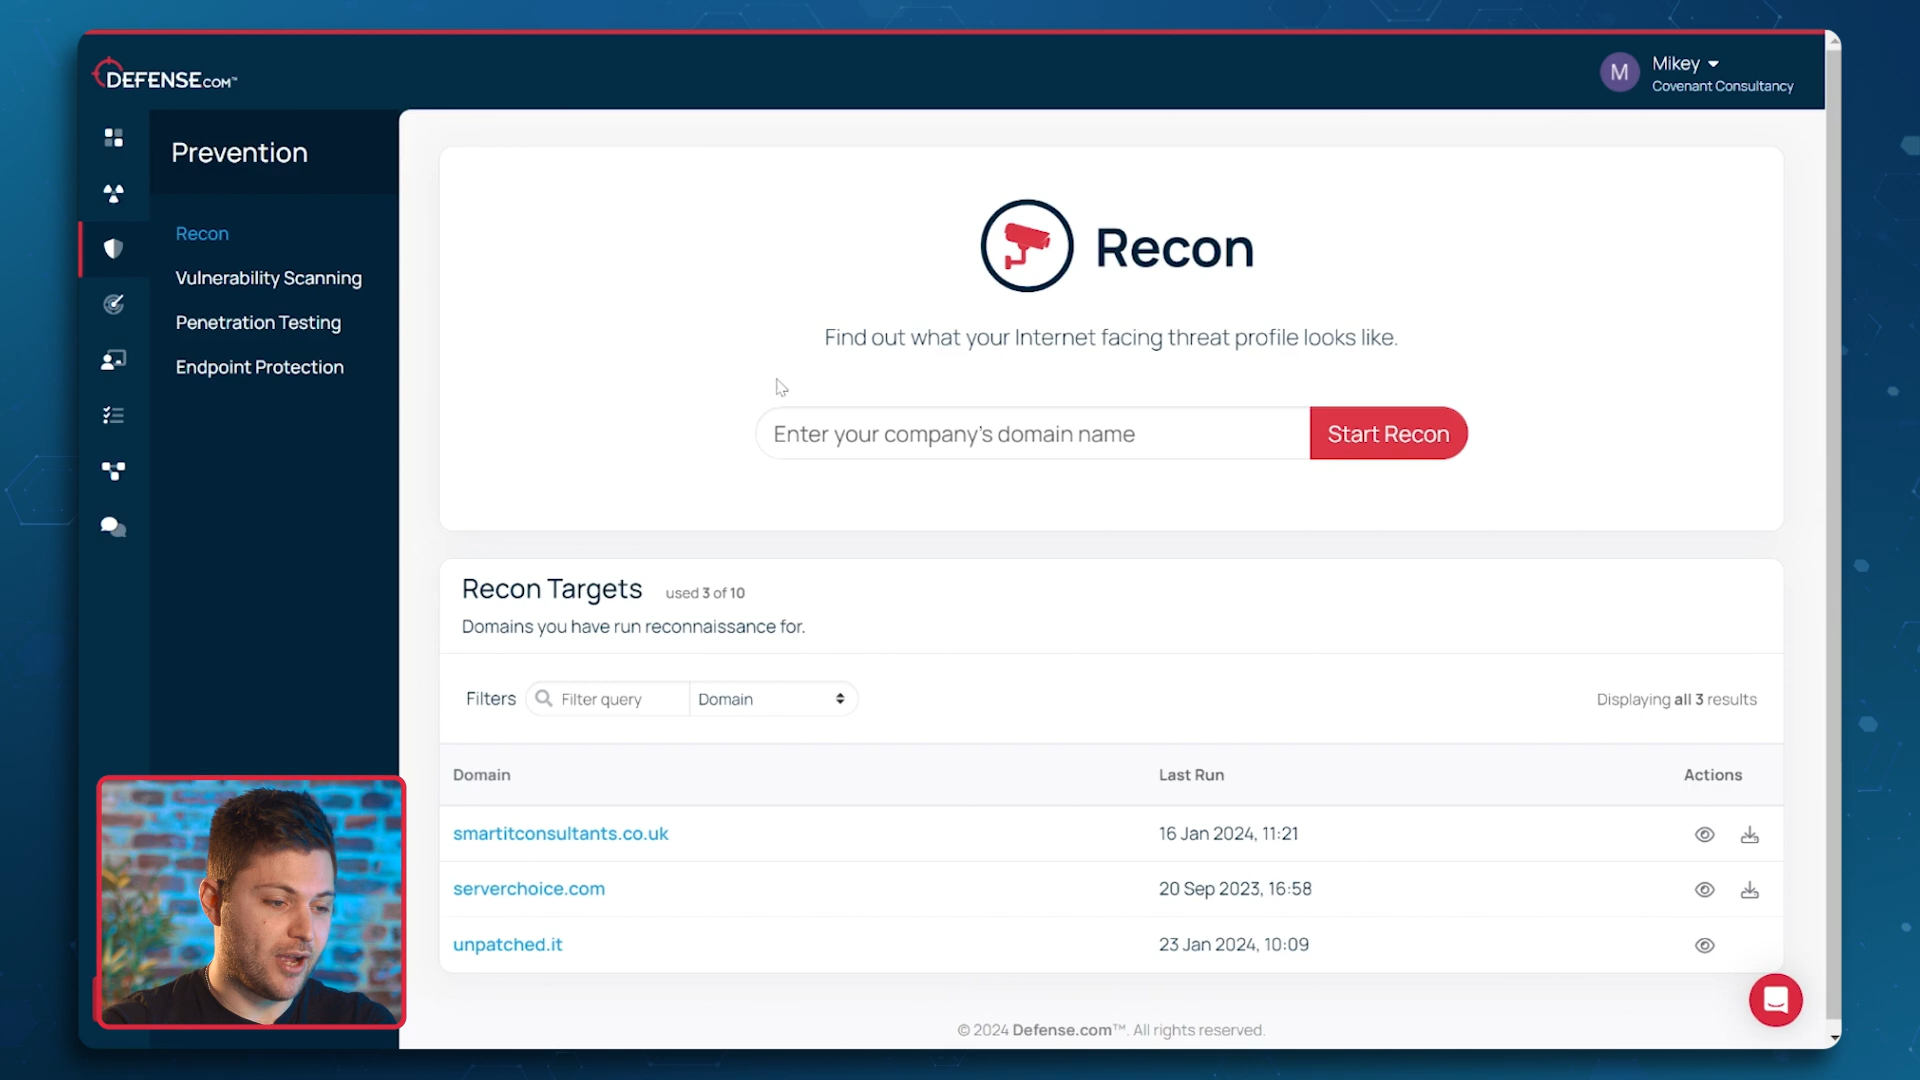 DEFENSE.COM™
M
Mikey
Covenant Consultancy
Prevention
Recon
Vulnerability Scanning
Penetration Testing
Endpoint Protection
Recon
Find out what your Internet facing threat profile looks like.
Enter your company's domain name
Start Recon
Recon Targets used 3 of 10
Domains you have run reconnaissance for.
Filters Filter query Domain Displaying all 3 results
Domain Last Run Actions
smartitconsultants.co.uk 16 Jan 2024, 11:21
serverchoice.com 20 Sep 2023, 16:58
unpatched.it 23 Jan 2024, 10:09
© 2024 Defense.com™. All rights reserved.